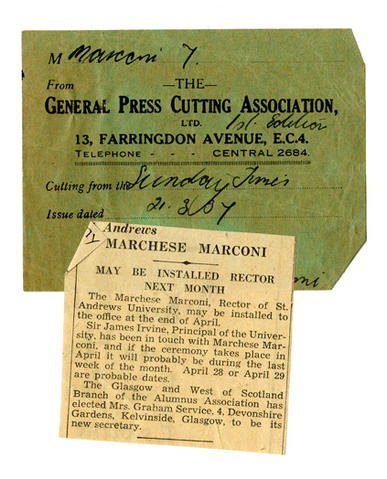 M Marconi 7.
From —THE—
GENERAL PRESS CUTTING ASSOCIATION,
LTD. 1st Edition
13, FARRINGDON AVENUE, E.C.4.
TELEPHONE - - - CENTRAL 2684.
Cutting from the Sunday Times
Issue dated 21.3.37
Andrews
MARCHESE MARCONI
MAY BE INSTALLED RECTOR
NEXT MONTH
The Marchese Marconi, Rector of St.
Andrews University, may be installed to
the office at the end of April.
Sir James Irvine, Principal of the Univer-
sity, has been in touch with Marchese Mar-
coni, and if the ceremony takes place in
April it will probably be during the last
week of the month. April 28 or April 29
are probable dates.
The Glasgow and West of Scotland
Branch of the Alumnus Association has
elected Mrs. Graham Service, 4, Devonshire
Gardens, Kelvinside, Glasgow, to be its
new secretary.